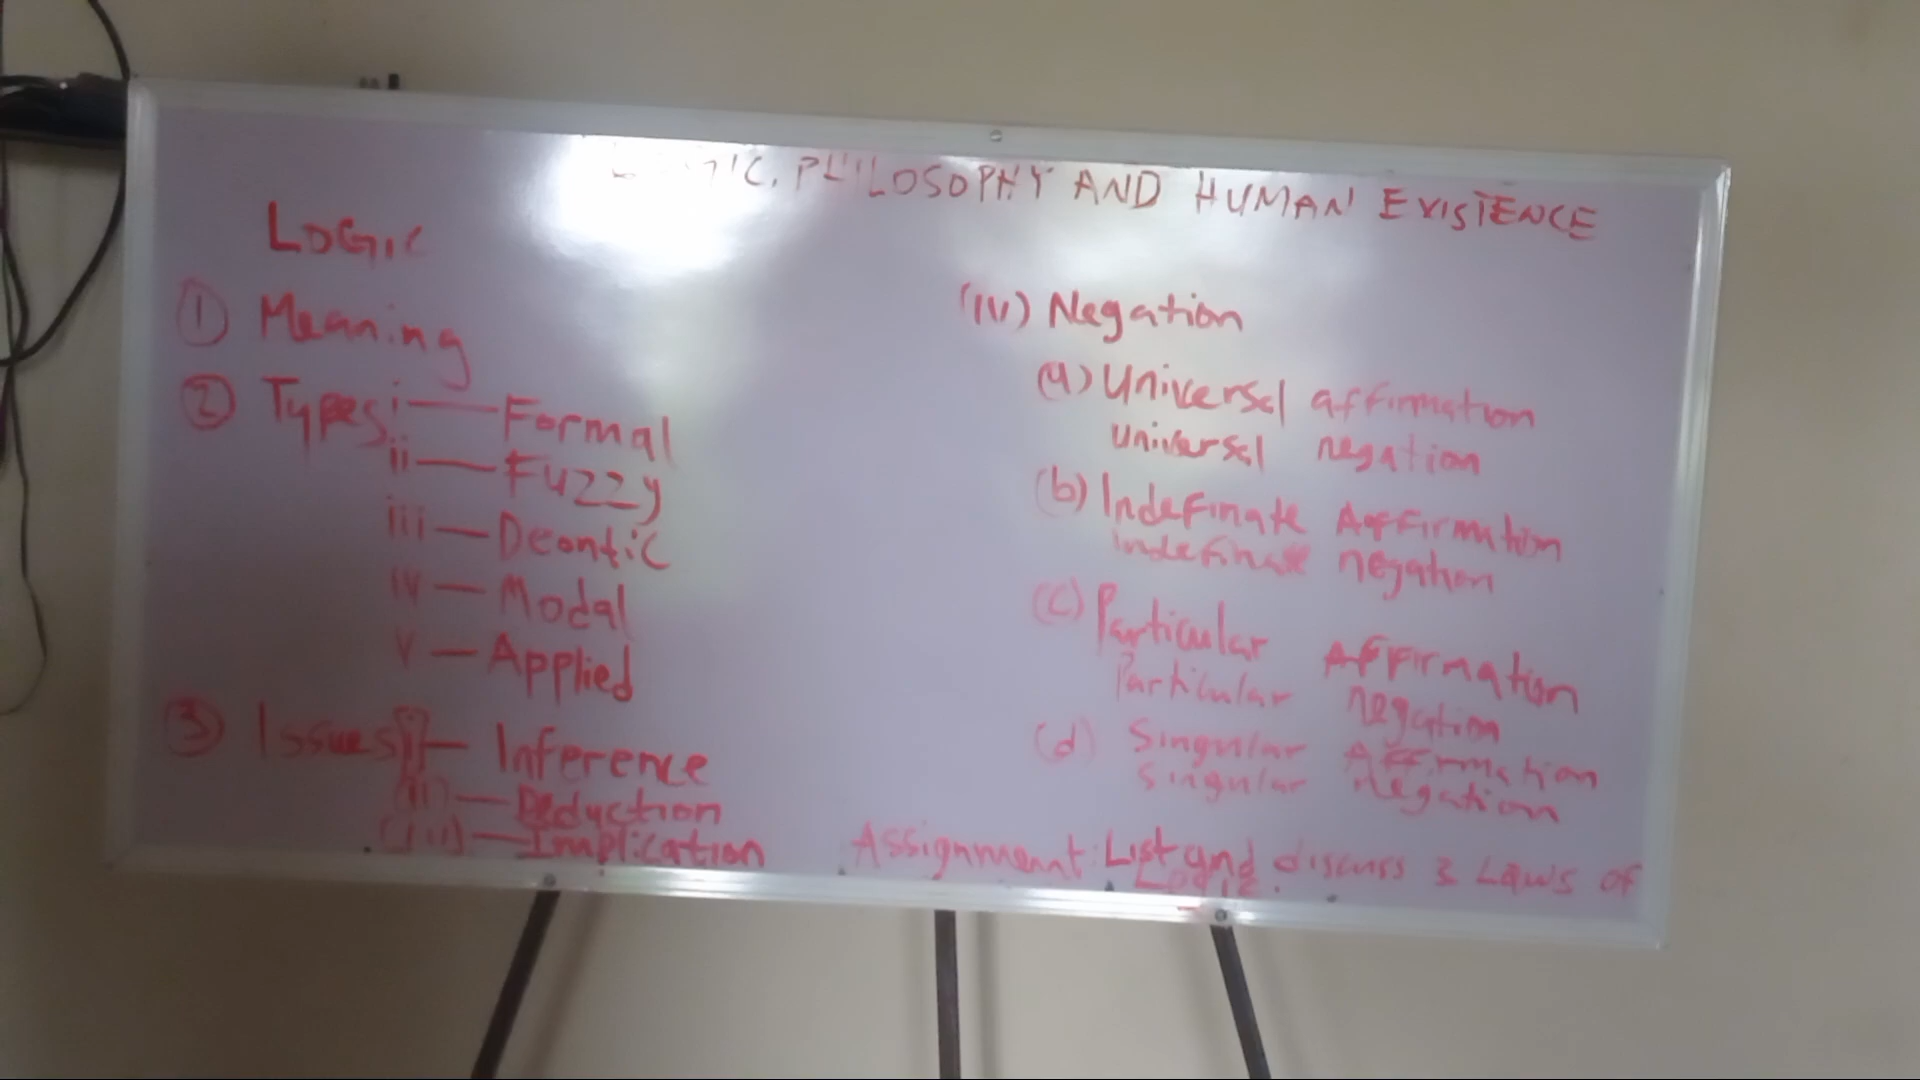 LOGIC, PHILOSOPHY AND HUMAN EXISTENCE
LOGIC
① Meaning
② Types i — Formal
ii — Fuzzy
iii — Deontic
iv — Modal
v — Applied
③ Issues (i) — Inference
(ii) — Deduction
(iii) — Implication
(iv) Negation
(a) Universal affirmation
universal negation
(b) Indefinate Affirmation
indefinate negation
(c) Particular Affirmation
Particular negation
(d) Singular Affirmation
singular negation
Assignment: List and discuss 3 Laws of
Logic.